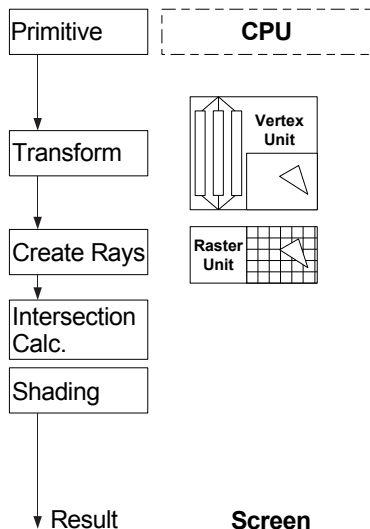 Primitive
CPU
Transform
Vertex
Unit
Create Rays
Raster
Unit
Intersection
Calc.
Shading
Result
Screen